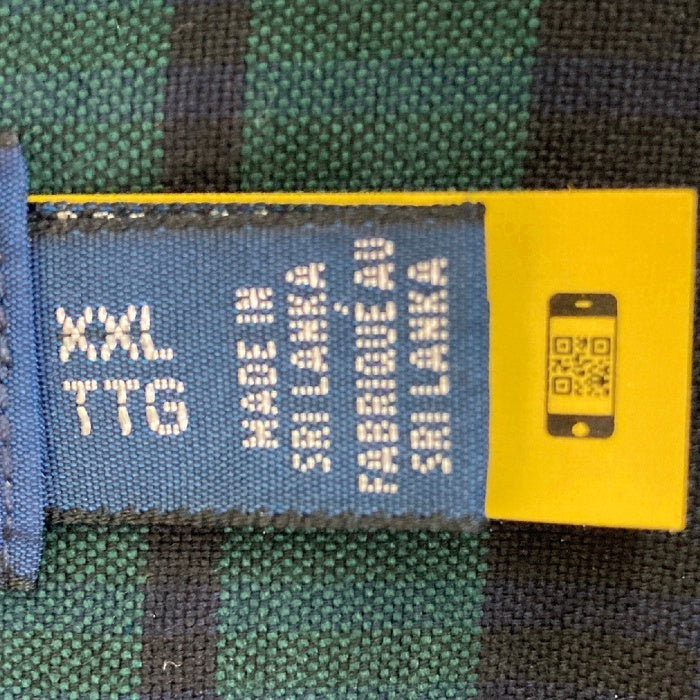 XXL
TTG
MADE IN
SRI LANKA
FABRIQUÉ AU
SRI LANKA